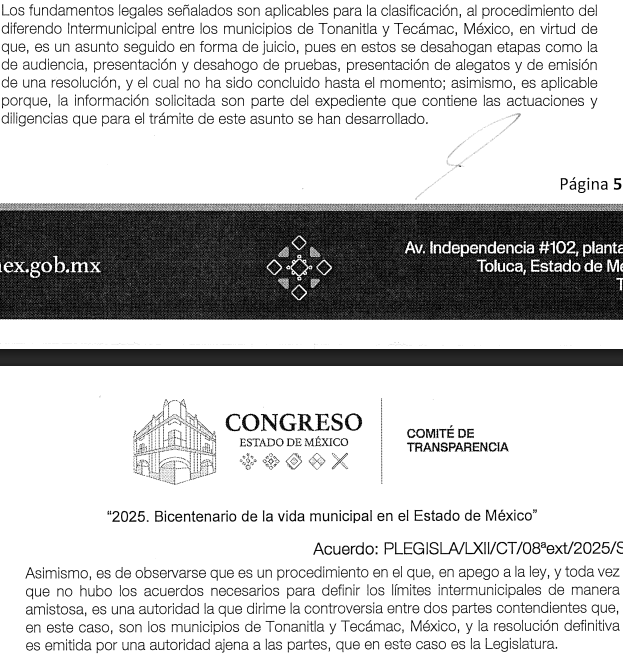 Los fundamentos legales señalados son aplicables para la clasificación, al procedimiento del
diferendo Intermunicipal entre los municipios de Tonanitla y Tecámac, México, en virtud de
que, es un asunto seguido en forma de juicio, pues en estos se desahogan etapas como la
de audiencia, presentación y desahogo de pruebas, presentación de alegatos y de emisión
de una resolución, y el cual no ha sido concluido hasta el momento; asimismo, es aplicable
porque, la información solicitada son parte del expediente que contiene las actuaciones y
diligencias que para el trámite de este asunto se han desarrollado.
Página 5
ex.gob.mx
Av. Independencia #102, planta
Toluca, Estado de Mé
T
CONGRESO
ESTADO DE MÉXICO
COMITÉ DE
TRANSPARENCIA
“2025. Bicentenario de la vida municipal en el Estado de México”
Acuerdo: PLEGISLA/LXII/CT/08ªext/2025/S
Asimismo, es de observarse que es un procedimiento en el que, en apego a la ley, y toda vez
que no hubo los acuerdos necesarios para definir los límites intermunicipales de manera
amistosa, es una autoridad la que dirime la controversia entre dos partes contendientes que,
en este caso, son los municipios de Tonanitla y Tecámac, México, y la resolución definitiva
es emitida por una autoridad ajena a las partes, que en este caso es la Legislatura.